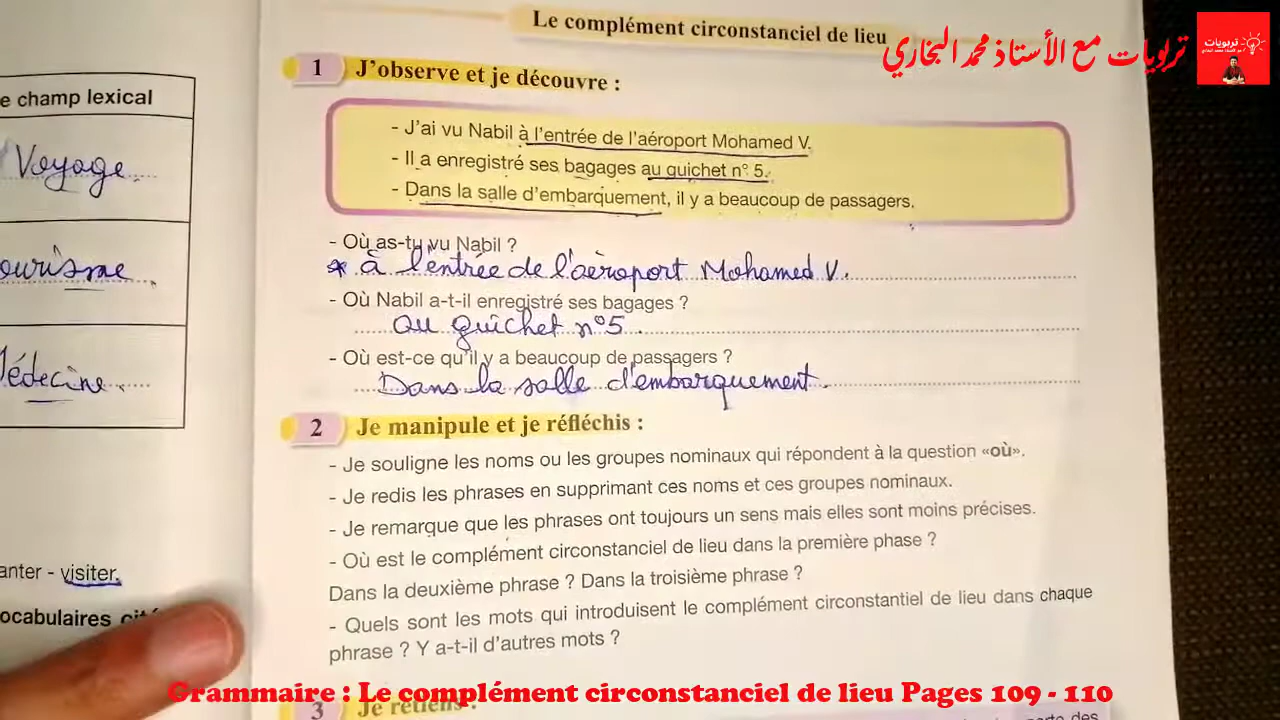 Le complément circonstanciel de lieu
تربويات مع الأستاذ محمد البخاري
تربويات
e champ lexical
Voyage
ourisme
édecine
anter - visiter.
ocabulaires
1 J'observe et je découvre :
- J'ai vu Nabil à l'entrée de l'aéroport Mohamed V.
- Il a enregistré ses bagages au guichet n° 5.
- Dans la salle d'embarquement, il y a beaucoup de passagers.
- Où as-tu vu Nabil ?
* à l'entrée de l'aéroport Mohamed V.
- Où Nabil a-t-il enregistré ses bagages ?
au guichet n°5.
- Où est-ce qu'il y a beaucoup de passagers ?
Dans la salle d'embarquement.
2 Je manipule et je réfléchis :
- Je souligne les noms ou les groupes nominaux qui répondent à la question «où».
- Je redis les phrases en supprimant ces noms et ces groupes nominaux.
- Je remarque que les phrases ont toujours un sens mais elles sont moins précises.
- Où est le complément circonstanciel de lieu dans la première phase ?
Dans la deuxième phrase ? Dans la troisième phrase ?
- Quels sont les mots qui introduisent le complément circonstantiel de lieu dans chaque
phrase ? Y a-t-il d'autres mots ?
3 Je retiens :
Grammaire : Le complément circonstanciel de lieu Pages 109 - 110